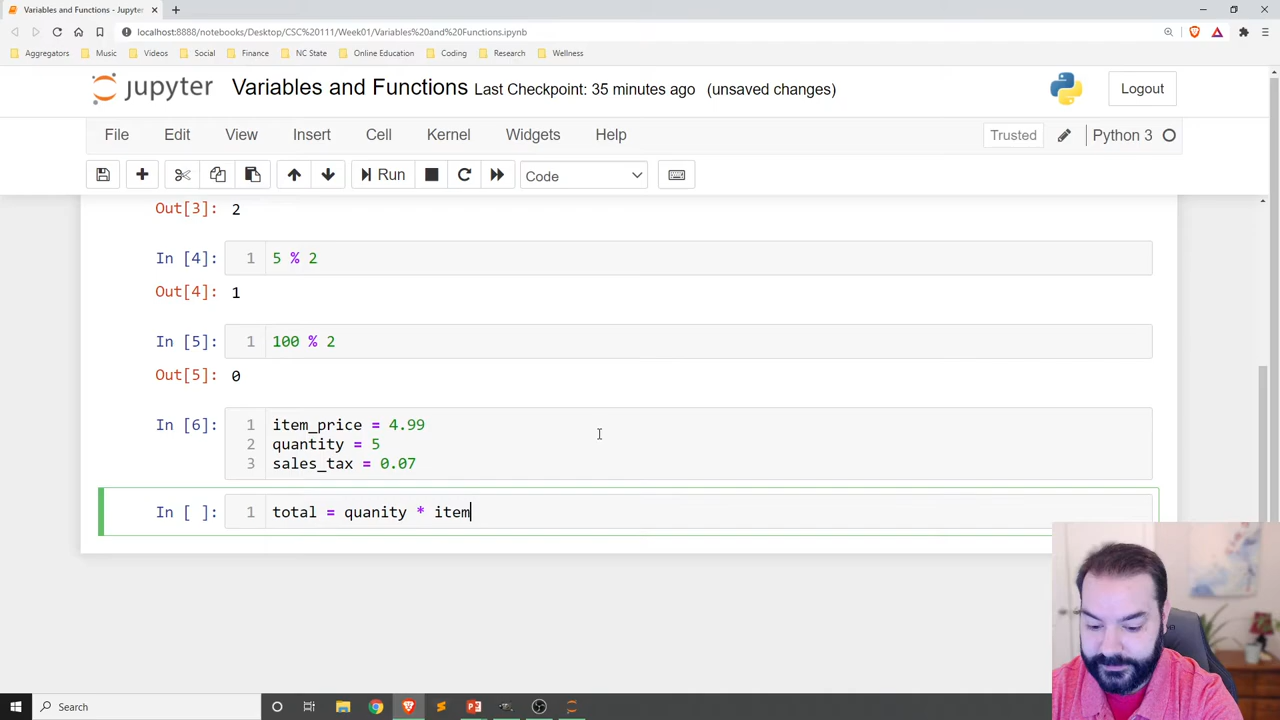 Variables and Functions - Jupyte
localhost:8888/notebooks/Desktop/CSC%20111/Week01/Variables%20and%20Functions.ipynb
Aggregators Music Videos Social Finance NC State Online Education Coding Research Wellness
jupyter Variables and Functions Last Checkpoint: 35 minutes ago (unsaved changes) Logout
File Edit View Insert Cell Kernel Widgets Help Trusted Python 3
Run Code
Out[3]: 2
In [4]: 1 5 % 2
Out[4]: 1
In [5]: 1 100 % 2
Out[5]: 0
In [6]: 1 item_price = 4.99
2 quantity = 5
3 sales_tax = 0.07
In [ ]: 1 total = quanity * item
Search